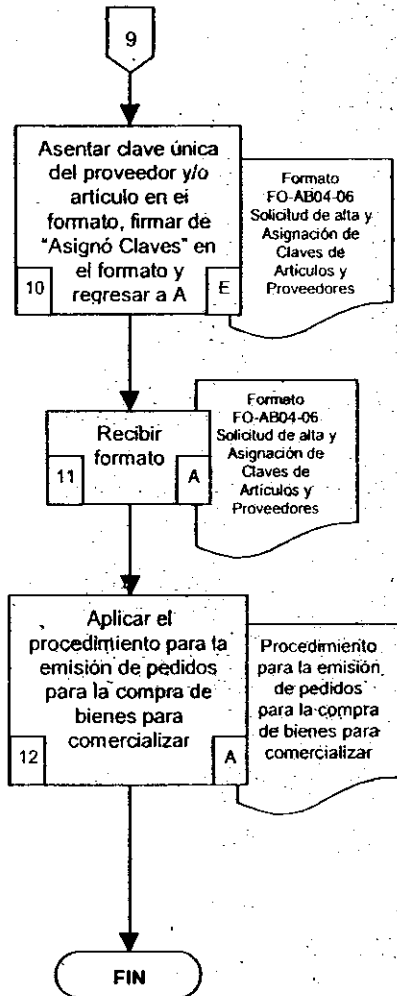 9
Asentar clave única
del proveedor y/o
artículo en el
formato, firmar de
"Asignó Claves" en
el formato y
regresar a A
10
E
Formato
FO-AB04-06
Solicitud de alta y
Asignación de
Claves de
Artículos y
Proveedores
Recibir
formato
11
A
Formato
FO-AB04-06
Solicitud de alta y
Asignación de
Claves de
Artículos y
Proveedores
Aplicar el
procedimiento para la
emisión de pedidos
para la compra de
bienes para
comercializar
12
A
Procedimiento
para la emisión
de pedidos
para la compra
de bienes para
comercializar
FIN